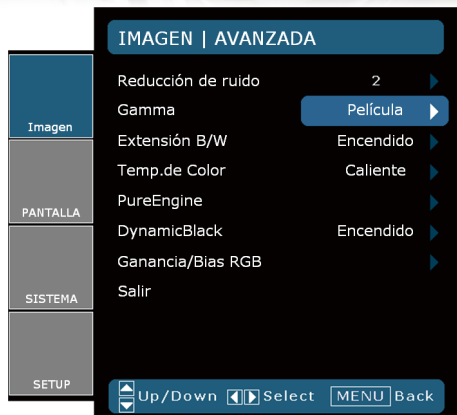 IMAGEN | AVANZADA
Imagen
PANTALLA
SISTEMA
SETUP
Reducción de ruido 2
Gamma Película
Extensión B/W Encendido
Temp.de Color Caliente
PureEngine
DynamicBlack Encendido
Ganancia/Bias RGB
Salir
Up/Down Select MENU Back